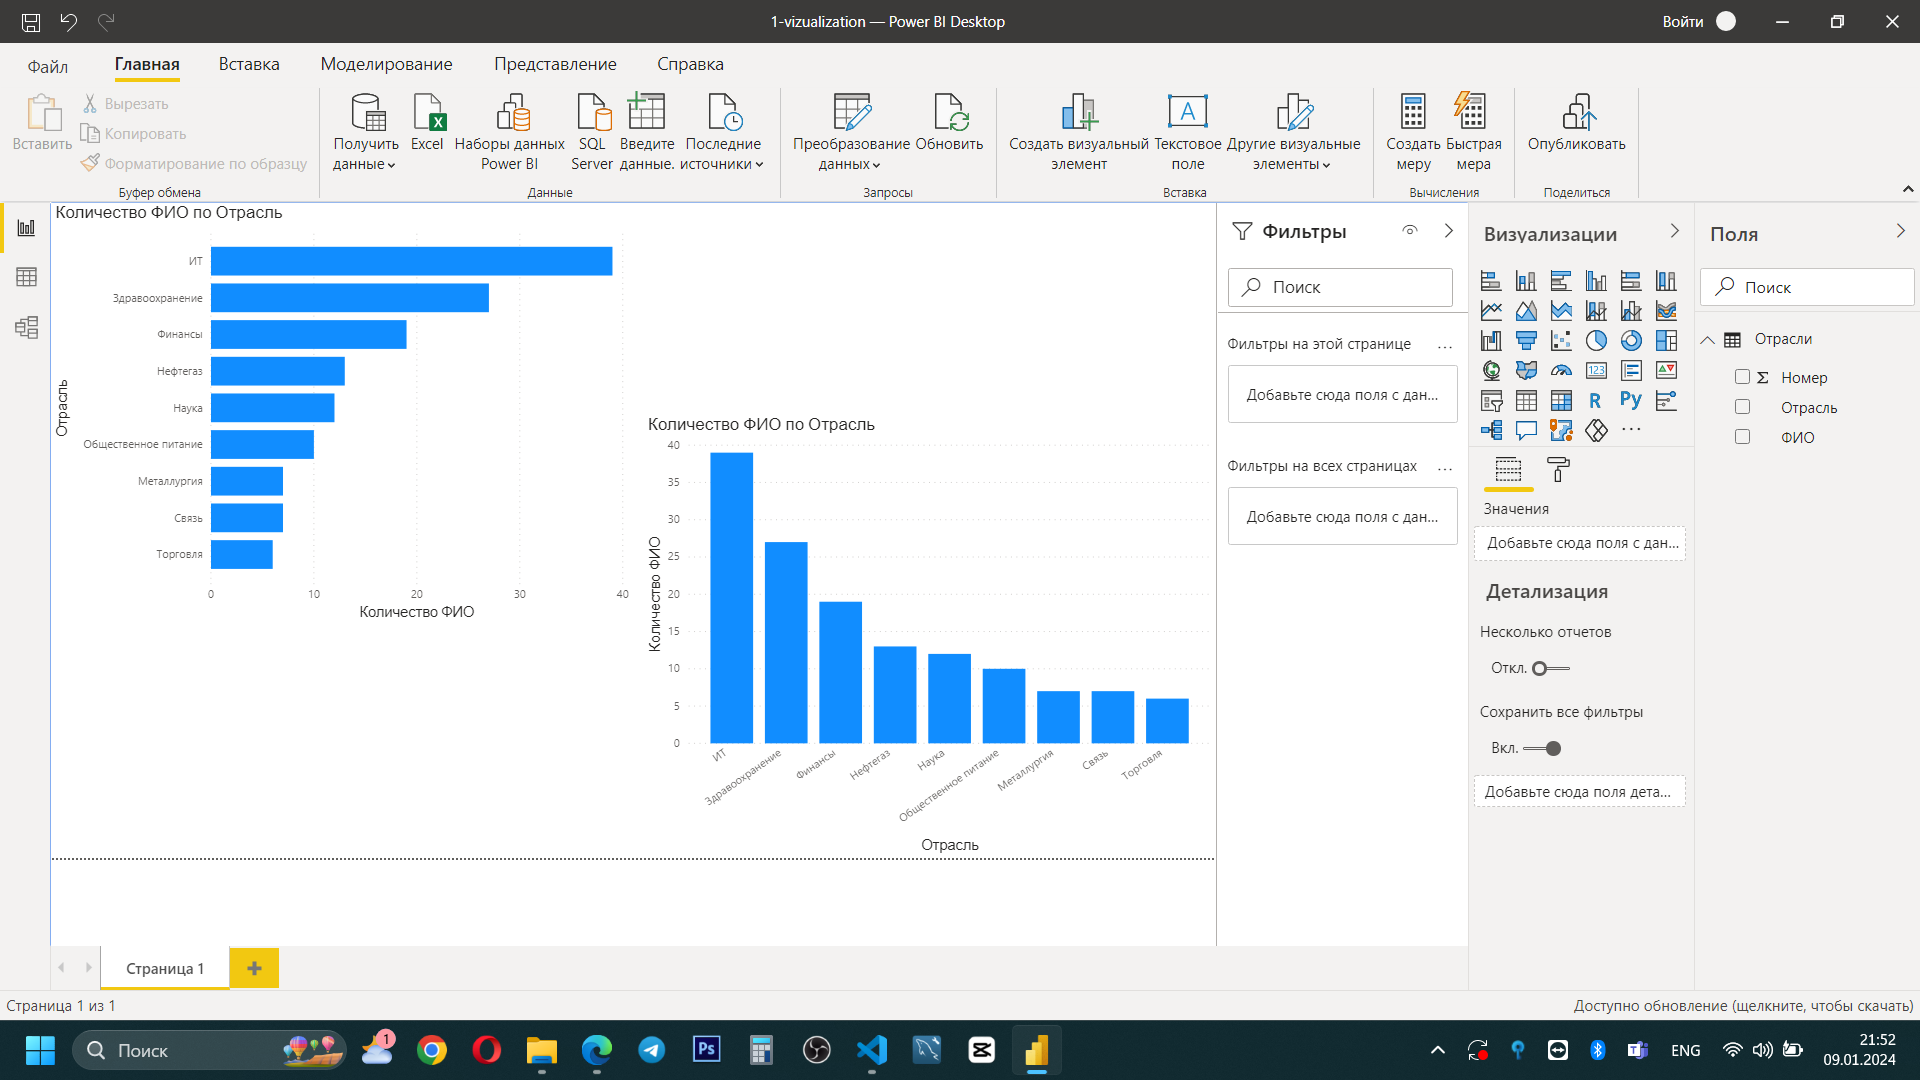 1-vizualization — Power BI Desktop
Войти
Файл
Главная
Вставка
Моделирование
Представление
Справка
Вставить
Вырезать
Копировать
Форматирование по образцу
Буфер обмена
Получить данные
Excel
Наборы данных Power BI
SQL Server
Введите данные.
Последние источники
Данные
Преобразование данных
Обновить
Запросы
Создать визуальный элемент
Текстовое поле
Другие визуальные элементы
Вставка
Создать меру
Быстрая мера
Вычисления
Опубликовать
Поделиться
Количество ФИО по Отрасль
Отрасль
ИТ
Здравоохранение
Финансы
Нефтегаз
Наука
Общественное питание
Металлургия
Связь
Торговля
0 10 20 30 40
Количество ФИО
Количество ФИО по Отрасль
Количество ФИО
40
35
30
25
20
15
10
5
0
ИТ
Здравоохранение
Финансы
Нефтегаз
Наука
Общественное питание
Металлургия
Связь
Торговля
Отрасль
Фильтры
Поиск
Фильтры на этой странице ...
Добавьте сюда поля с дан...
Фильтры на всех страницах ...
Добавьте сюда поля с дан...
Визуализации
123
R
Py
...
Значения
Добавьте сюда поля с дан...
Детализация
Несколько отчетов
Откл.
Сохранить все фильтры
Вкл.
Добавьте сюда поля дета...
Поля
Поиск
Отрасли
Σ Номер
Отрасль
ФИО
Страница 1
+
Страница 1 из 1
Доступно обновление (щелкните, чтобы скачать)
Поиск
1
Ps
ENG
21:52
09.01.2024